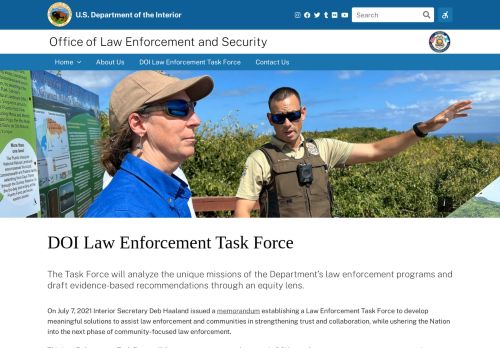 U.S. Department of the Interior
Search
Office of Law Enforcement and Security
Home About Us DOI Law Enforcement Task Force Contact Us
DOI Law Enforcement Task Force
The Task Force will analyze the unique missions of the Department's law enforcement programs and
draft evidence-based recommendations through an equity lens.
On July 7, 2021 Interior Secretary Deb Haaland issued a memorandum establishing a Law Enforcement Task Force to develop
meaningful solutions to assist law enforcement and communities in strengthening trust and collaboration, while ushering the Nation
into the next phase of community-focused law enforcement.